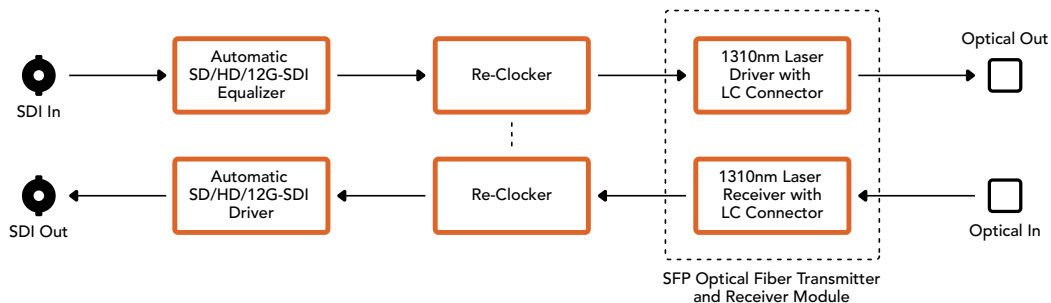 SDI In
Automatic
SD/HD/12G-SDI
Equalizer
Re-Clocker
1310nm Laser
Driver with
LC Connector
Optical Out
SDI Out
Automatic
SD/HD/12G-SDI
Driver
Re-Clocker
1310nm Laser
Receiver with
LC Connector
Optical In
SFP Optical Fiber Transmitter
and Receiver Module